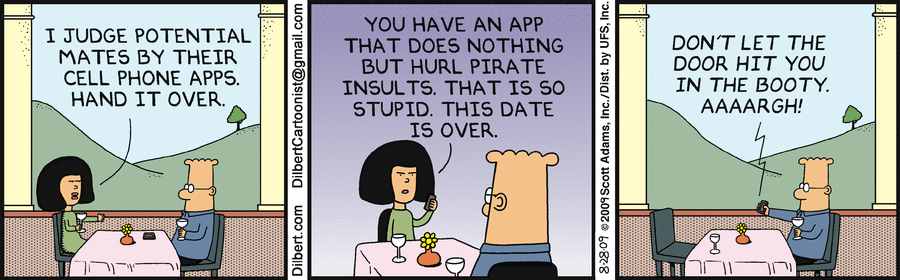 I JUDGE POTENTIAL
MATES BY THEIR
CELL PHONE APPS.
HAND IT OVER.
Dilbert.com DilbertCartoonist@gmail.com
YOU HAVE AN APP
THAT DOES NOTHING
BUT HURL PIRATE
INSULTS. THAT IS SO
STUPID. THIS DATE
IS OVER.
8-28-09 ©2009 Scott Adams, Inc./Dist. by UFS, Inc.
DON'T LET THE
DOOR HIT YOU
IN THE BOOTY.
AAAARGH!